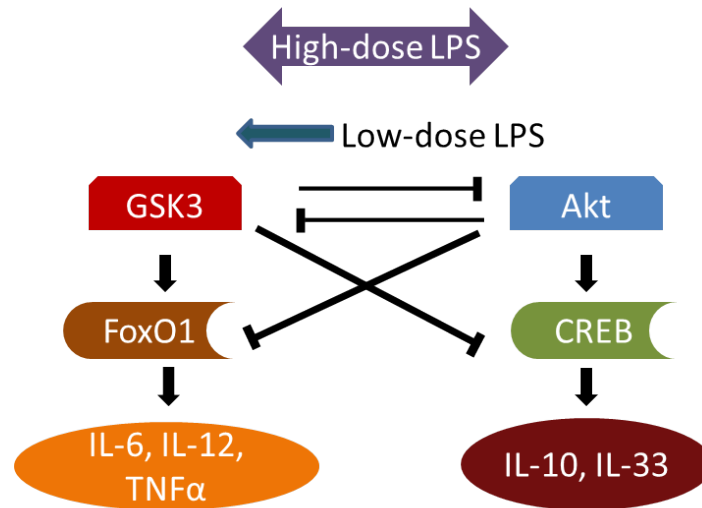 High-dose LPS
Low-dose LPS
GSK3
Akt
FoxO1
CREB
IL-6, IL-12,
TNFα
IL-10, IL-33